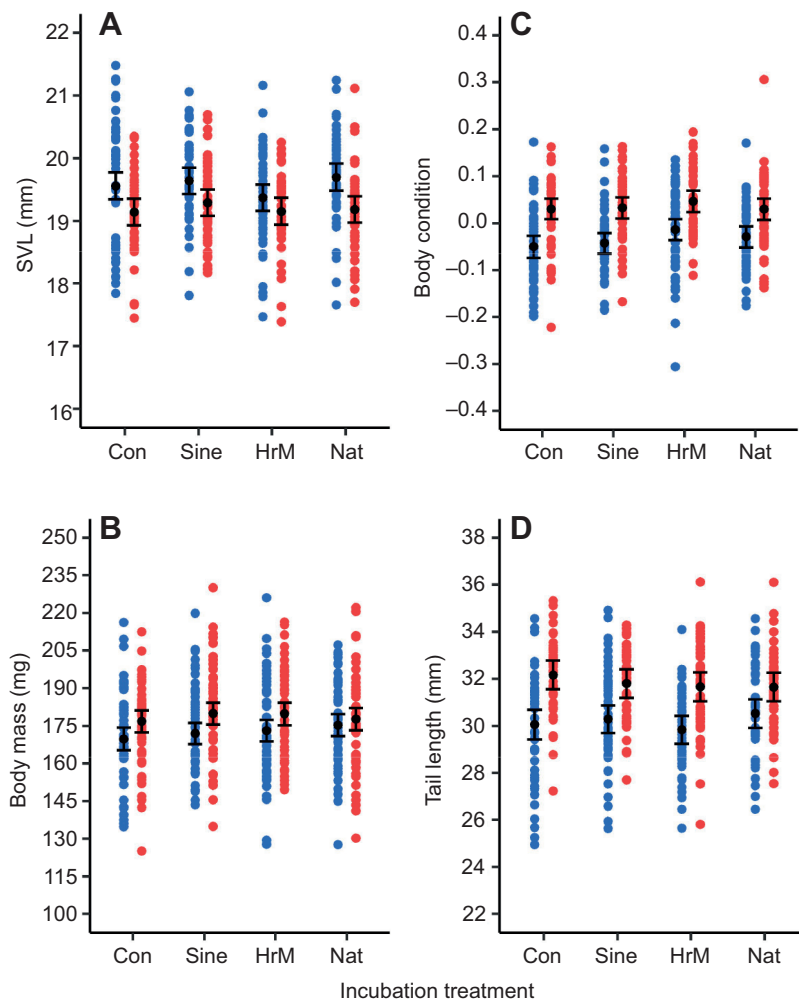 A
22
21
20
19
18
17
16
SVL (mm)
Con Sine HrM Nat
C
0.4
0.3
0.2
0.1
0.0
–0.1
–0.2
–0.3
–0.4
Body condition
Con Sine HrM Nat
B
250
235
220
205
190
175
160
145
130
115
100
Body mass (mg)
Con Sine HrM Nat
D
38
36
34
32
30
28
26
24
22
Tail length (mm)
Con Sine HrM Nat
Incubation treatment